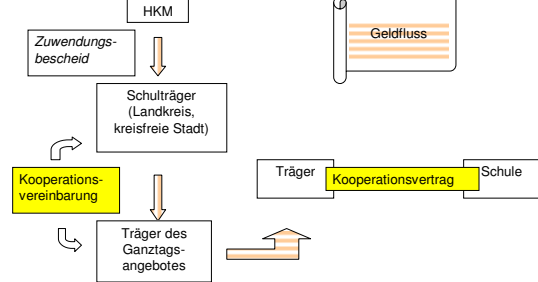 HKM
Geldfluss
Zuwendungs-
bescheid
Schulträger
(Landkreis,
kreisfreie Stadt)
Kooperations-
vereinbarung
Träger
Kooperationsvertrag
Schule
Träger des
Ganztags-
angebotes